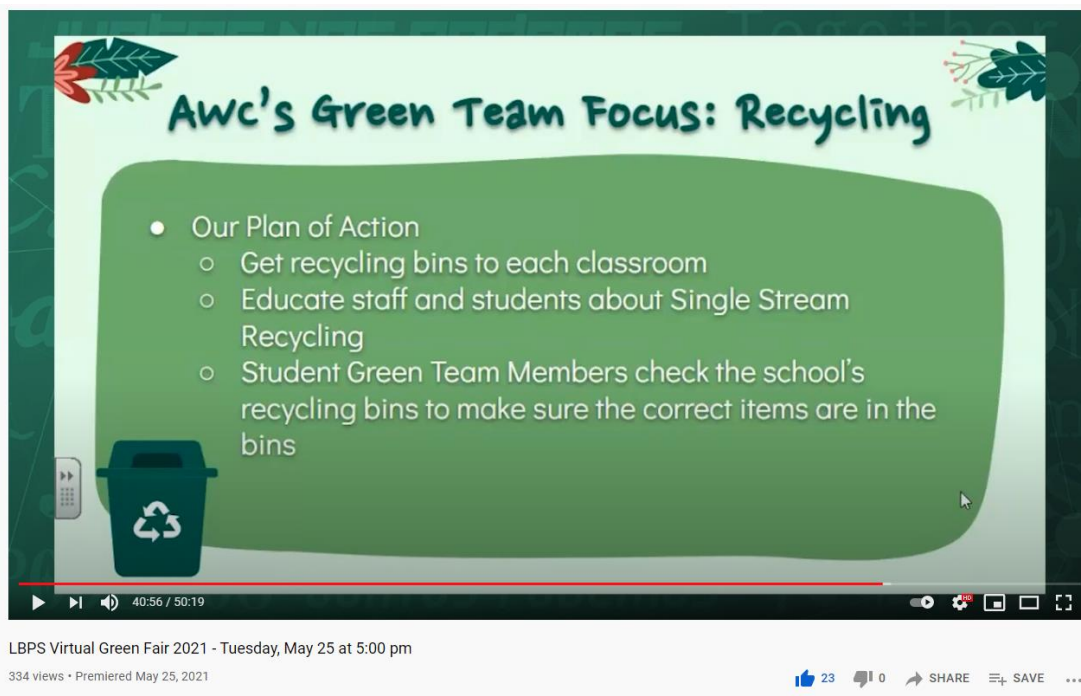 AWC's Green Team Focus: Recycling
Our Plan of Action
Get recycling bins to each classroom
Educate staff and students about Single Stream
Recycling
Student Green Team Members check the school's
recycling bins to make sure the correct items are in the
bins
40:56 / 50:19
HD
LBPS Virtual Green Fair 2021 - Tuesday, May 25 at 5:00 pm
334 views • Premiered May 25, 2021
23 0 SHARE SAVE